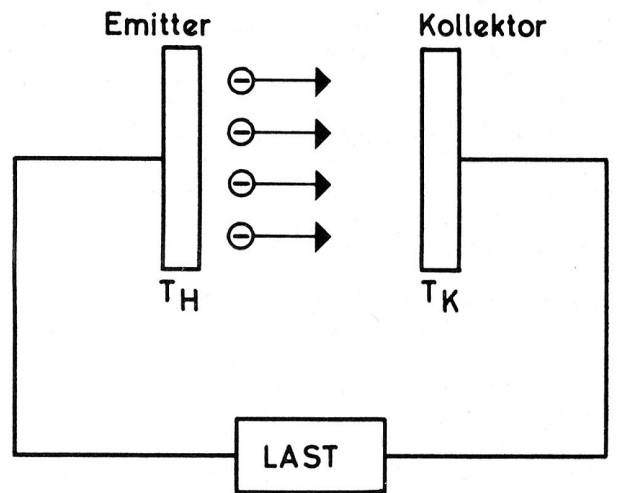 Emitter
Kollektor
⊖
⊖
⊖
⊖
T_H
T_K
LAST